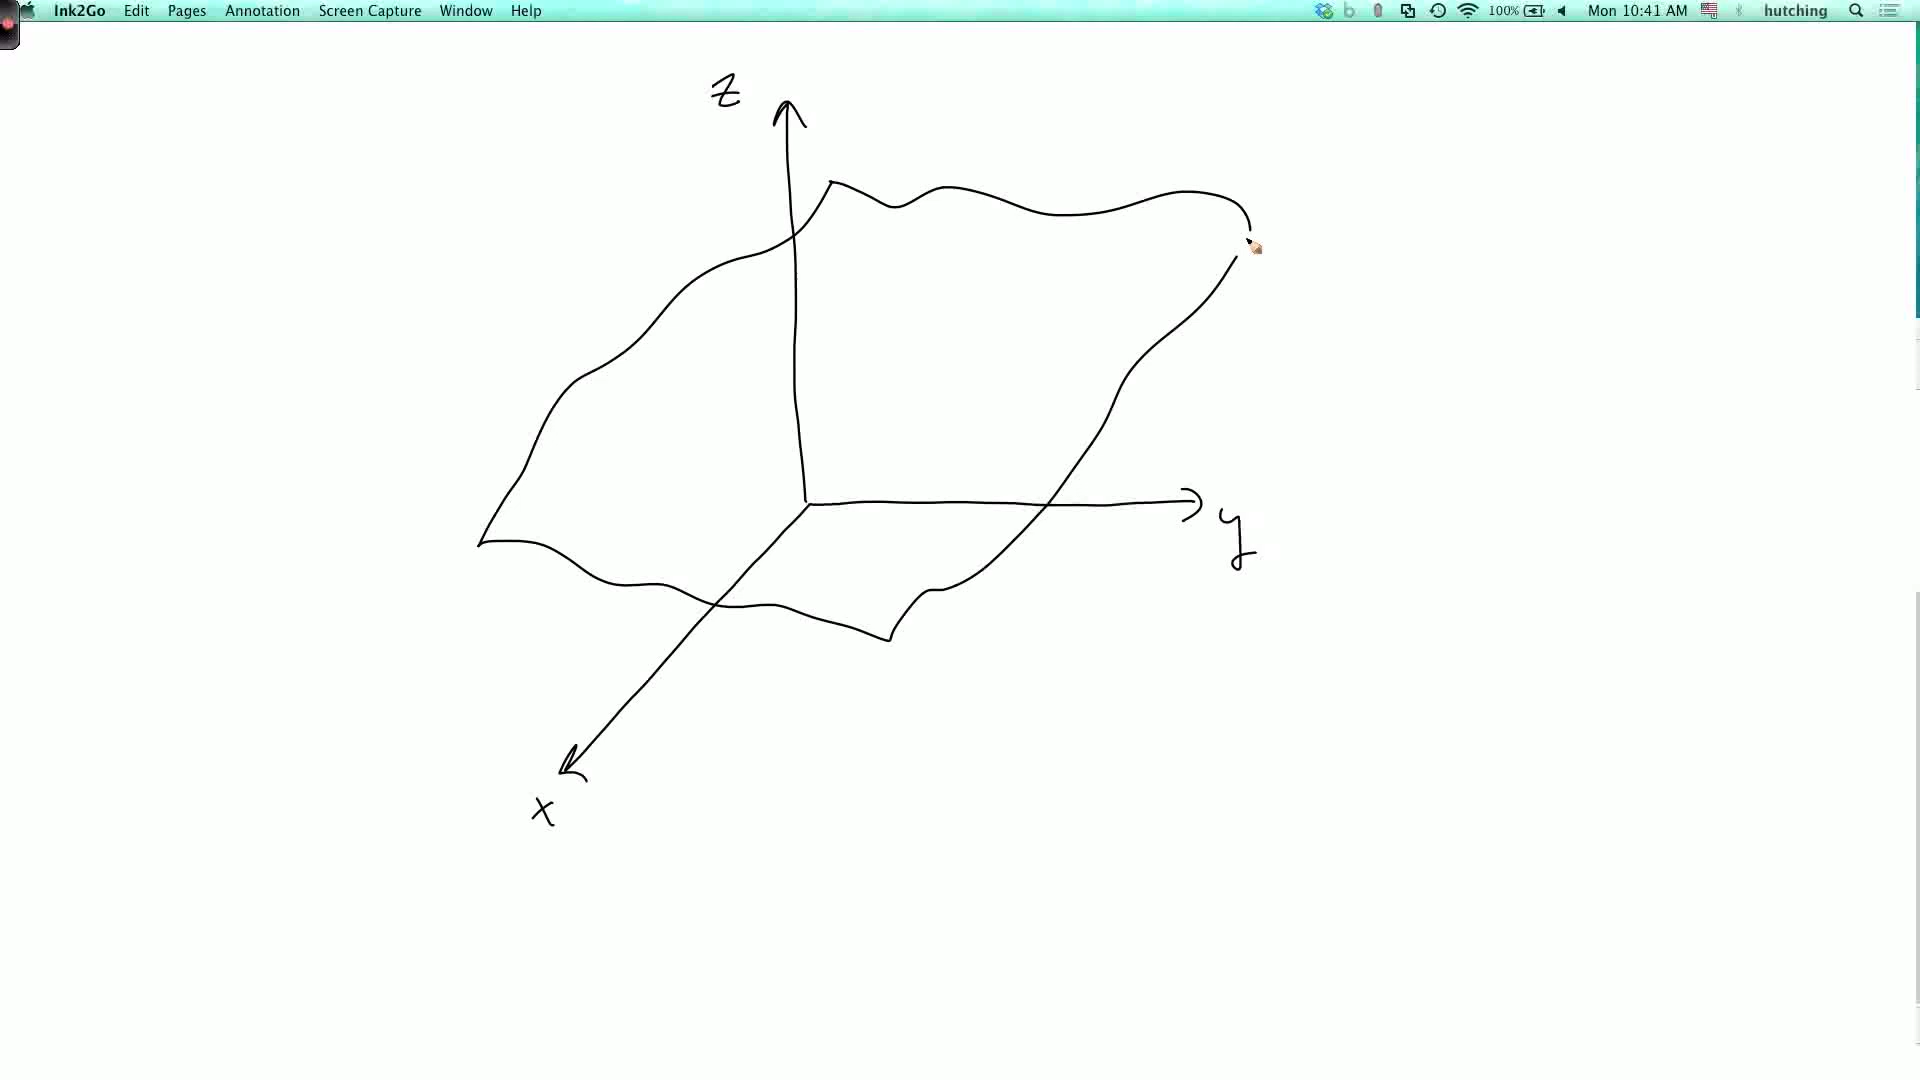 Ink2Go Edit Pages Annotation Screen Capture Window Help 100% Mon 10:41 AM hutching
z
y
x